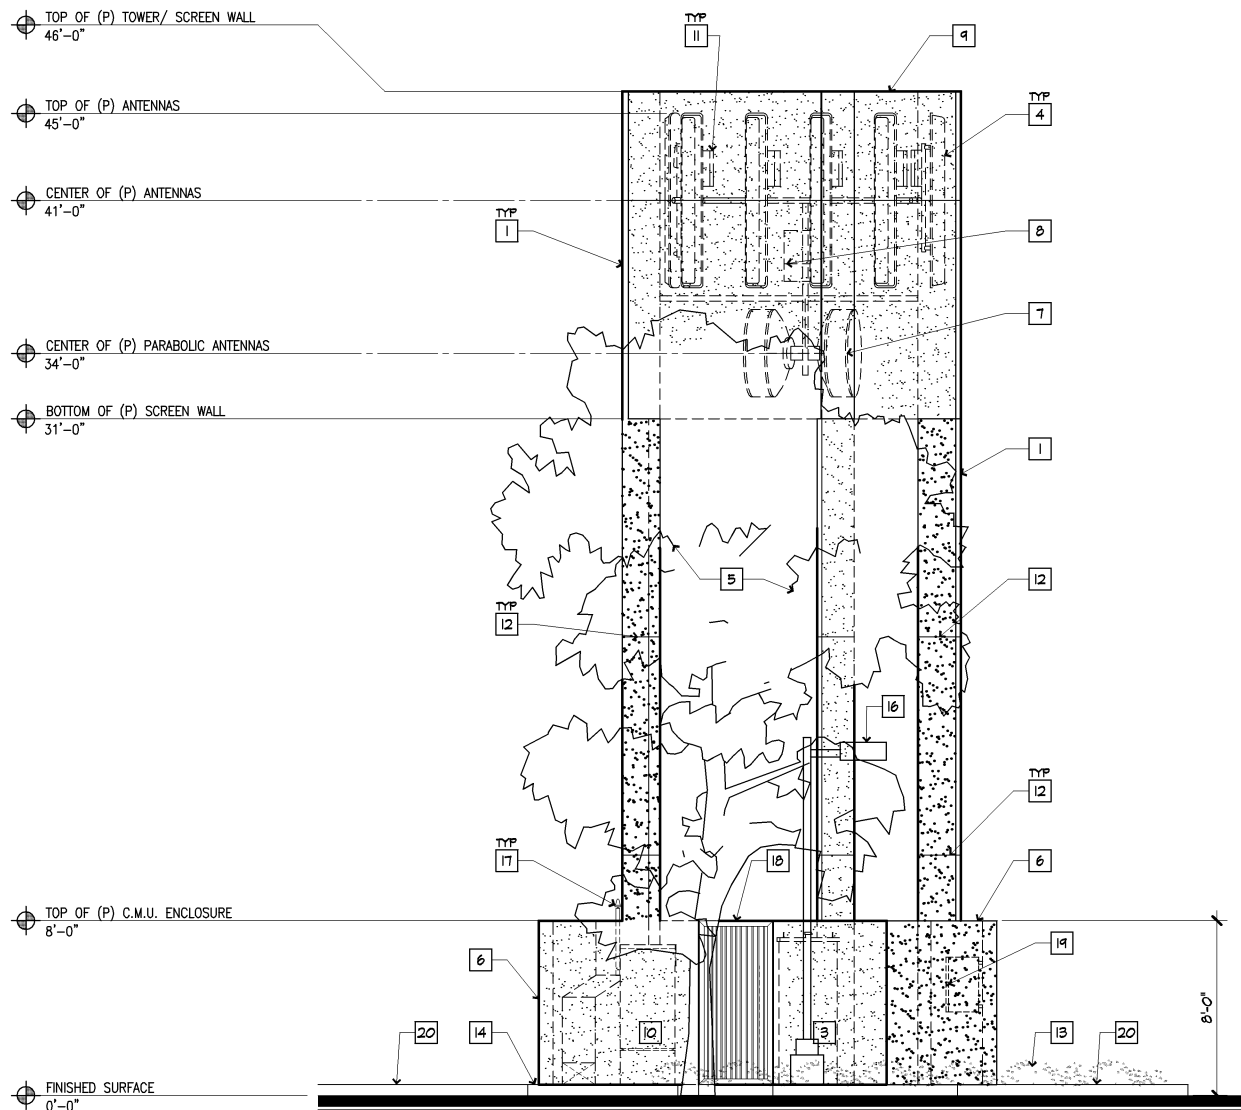 TOP OF (P) TOWER/ SCREEN WALL
46'-0"
TYP
11
9
TOP OF (P) ANTENNAS
45'-0"
TYP
4
CENTER OF (P) ANTENNAS
41'-0"
TYP
1
8
7
CENTER OF (P) PARABOLIC ANTENNAS
34'-0"
BOTTOM OF (P) SCREEN WALL
31'-0"
1
5
12
TYP
12
16
TYP
12
TYP
17
18
6
TOP OF (P) C.M.U. ENCLOSURE
8'-0"
6
19
8'-0"
20
14
10
3
13
20
FINISHED SURFACE
0'-0"